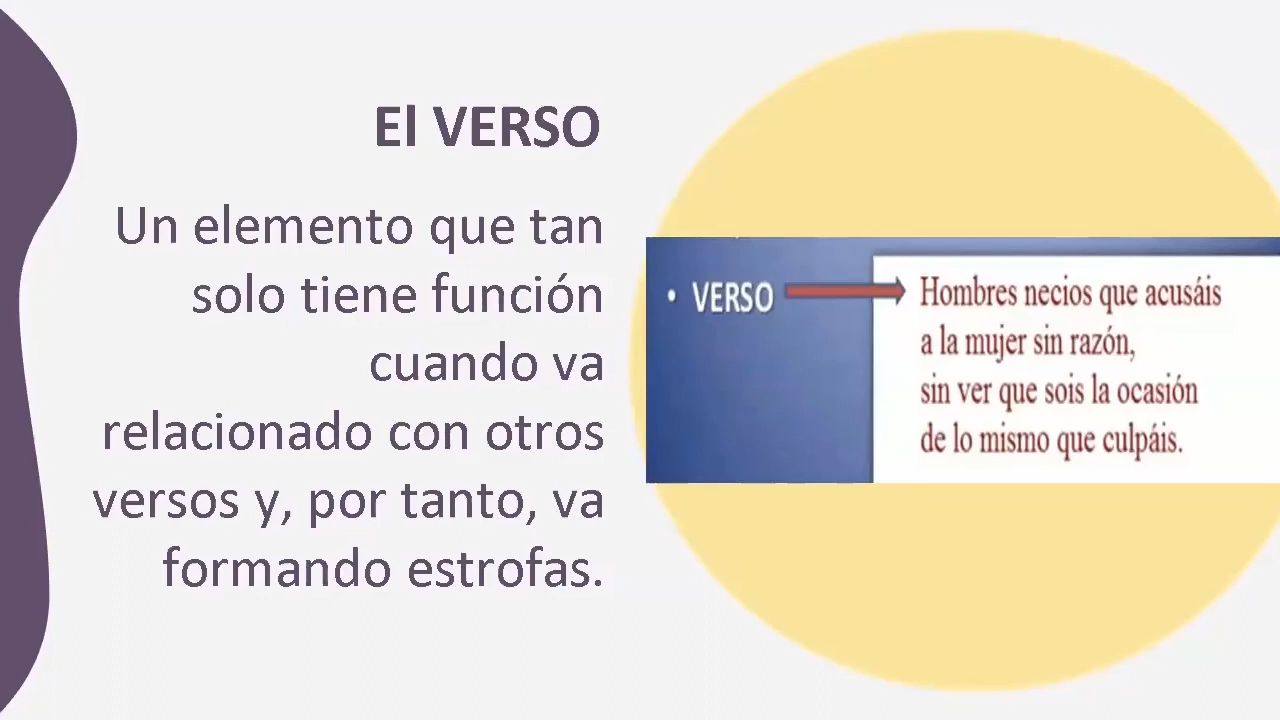 El VERSO
Un elemento que tan
solo tiene función
cuando va
relacionado con otros
versos y, por tanto, va
formando estrofas.
• VERSO
Hombres necios que acusáis
a la mujer sin razón,
sin ver que sois la ocasión
de lo mismo que culpáis.